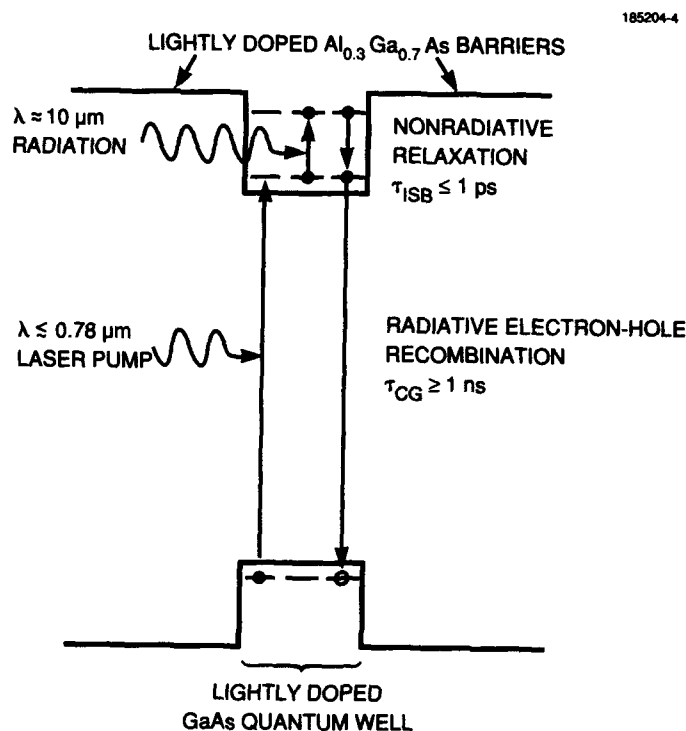 185204-4
LIGHTLY DOPED Al0.3 Ga0.7 As BARRIERS
λ ≈ 10 μm
RADIATION
NONRADIATIVE
RELAXATION
τISB ≤ 1 ps
λ ≲ 0.78 μm
LASER PUMP
RADIATIVE ELECTRON-HOLE
RECOMBINATION
τCG ≥ 1 ns
LIGHTLY DOPED
GaAs QUANTUM WELL